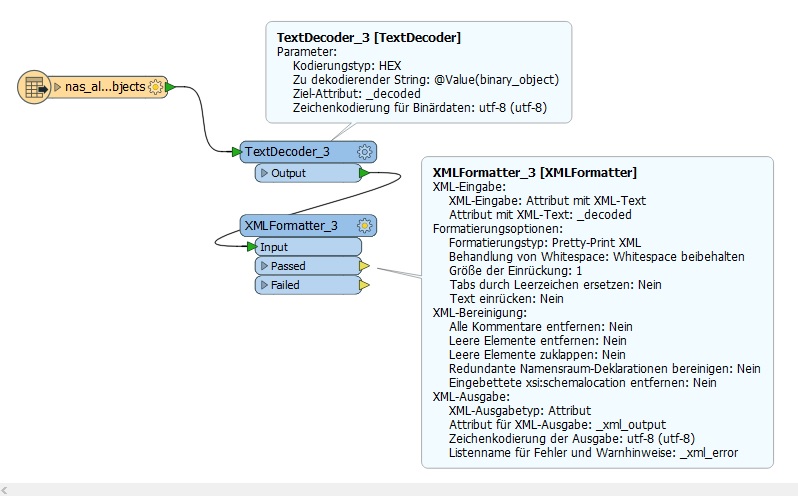 TextDecoder_3 [TextDecoder]
Parameter:
Kodierungstyp: HEX
Zu dekodierender String: @Value(binary_object)
Ziel-Attribut: _decoded
Zeichenkodierung für Binärdaten: utf-8 (utf-8)
nas_al...bjects
TextDecoder_3
Output
XMLFormatter_3
Input
Passed
Failed
XMLFormatter_3 [XMLFormatter]
XML-Eingabe:
XML-Eingabe: Attribut mit XML-Text
Attribut mit XML-Text: _decoded
Formatierungsoptionen:
Formatierungstyp: Pretty-Print XML
Behandlung von Whitespace: Whitespace beibehalten
Größe der Einrückung: 1
Tabs durch Leerzeichen ersetzen: Nein
Text einrücken: Nein
XML-Bereinigung:
Alle Kommentare entfernen: Nein
Leere Elemente entfernen: Nein
Leere Elemente zuklappen: Nein
Redundante Namensraum-Deklarationen bereinigen: Nein
Eingebettete xsi:schemalocation entfernen: Nein
XML-Ausgabe:
XML-Ausgabetyp: Attribut
Attribut für XML-Ausgabe: _xml_output
Zeichenkodierung der Ausgabe: utf-8 (utf-8)
Listenname für Fehler und Warnhinweise: _xml_error